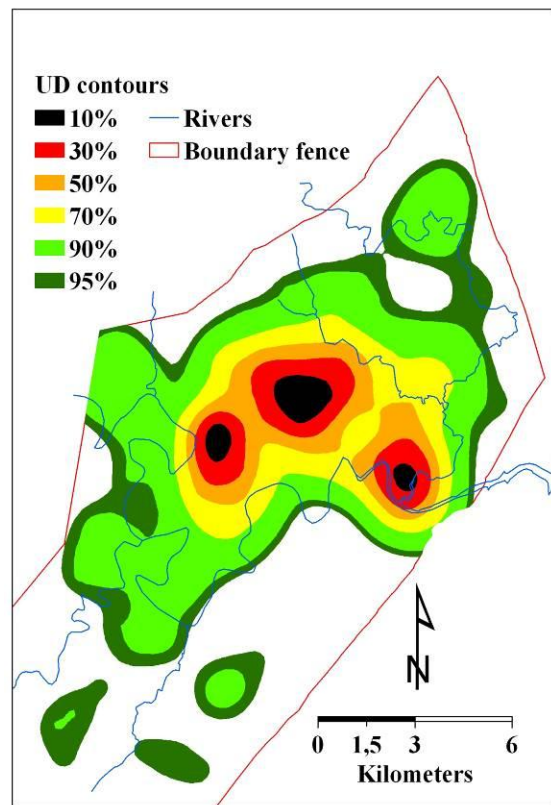 UD contours
10%
30%
50%
70%
90%
95%
Rivers
Boundary fence
N
0 1,5 3 6
Kilometers